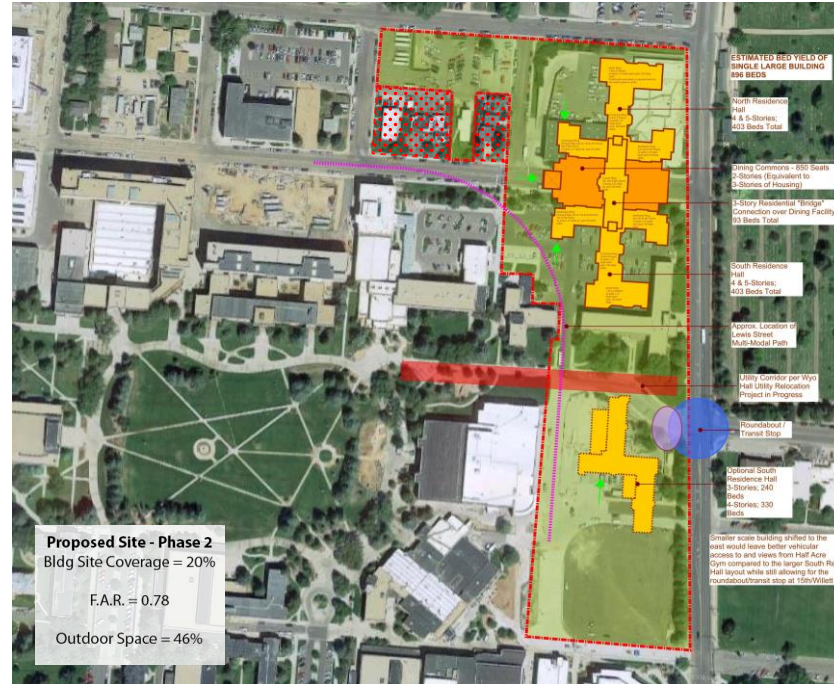 ESTIMATED BED YIELD OF
SINGLE LARGE BUILDING
896 BEDS
North Residence
Hall
4 & 5-Stories;
403 Beds Total
Dining Commons - 850 Seats
2-Stories (Equivalent to
3-Stories of Housing)
3-Story Residential "Bridge"
Connection over Dining Facility
93 Beds Total
South Residence
Hall
4 & 5-Stories;
403 Beds Total
Approx. Location of
Lewis Street
Multi-Modal Path
Utility Corridor per Wyo
Hall Utility Relocation
Project in Progress
Roundabout /
Transit Stop
Optional South
Residence Hall
3-Stories; 240
Beds
4-Stories; 330
Beds
Smaller scale building shifted to the
east would leave better vehicular
access to and views from Half Acre
Gym compared to the larger South Re
Hall layout while still allowing for the
roundabout/transit stop at 15th/Willett
Proposed Site - Phase 2
Bldg Site Coverage = 20%
F.A.R. = 0.78
Outdoor Space = 46%